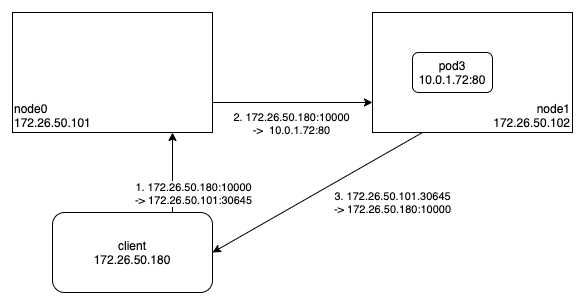 pod3
10.0.1.72:80
node0
172.26.50.101
node1
172.26.50.102
2. 172.26.50.180:10000
-> 10.0.1.72:80
1. 172.26.50.180:10000
-> 172.26.50.101:30645
3. 172.26.50.101.30645
-> 172.26.50.180:10000
client
172.26.50.180